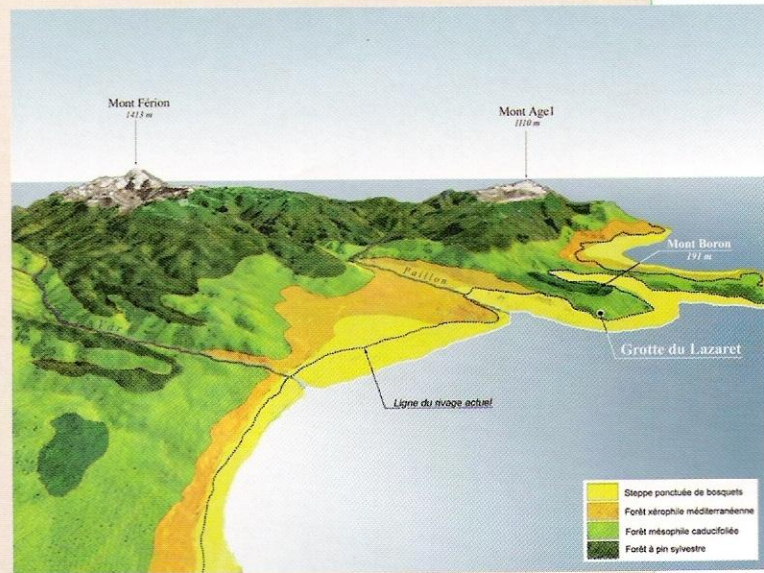 Mont Férion
1413 m
Mont Agel
1110 m
Mont Boron
191 m
Paillon
Var
Grotte du Lazaret
Ligne du rivage actuel
Steppe ponctuée de bosquets
Forêt xérophile méditerranéenne
Forêt mésophile caducifoliée
Forêt à pin sylvestre